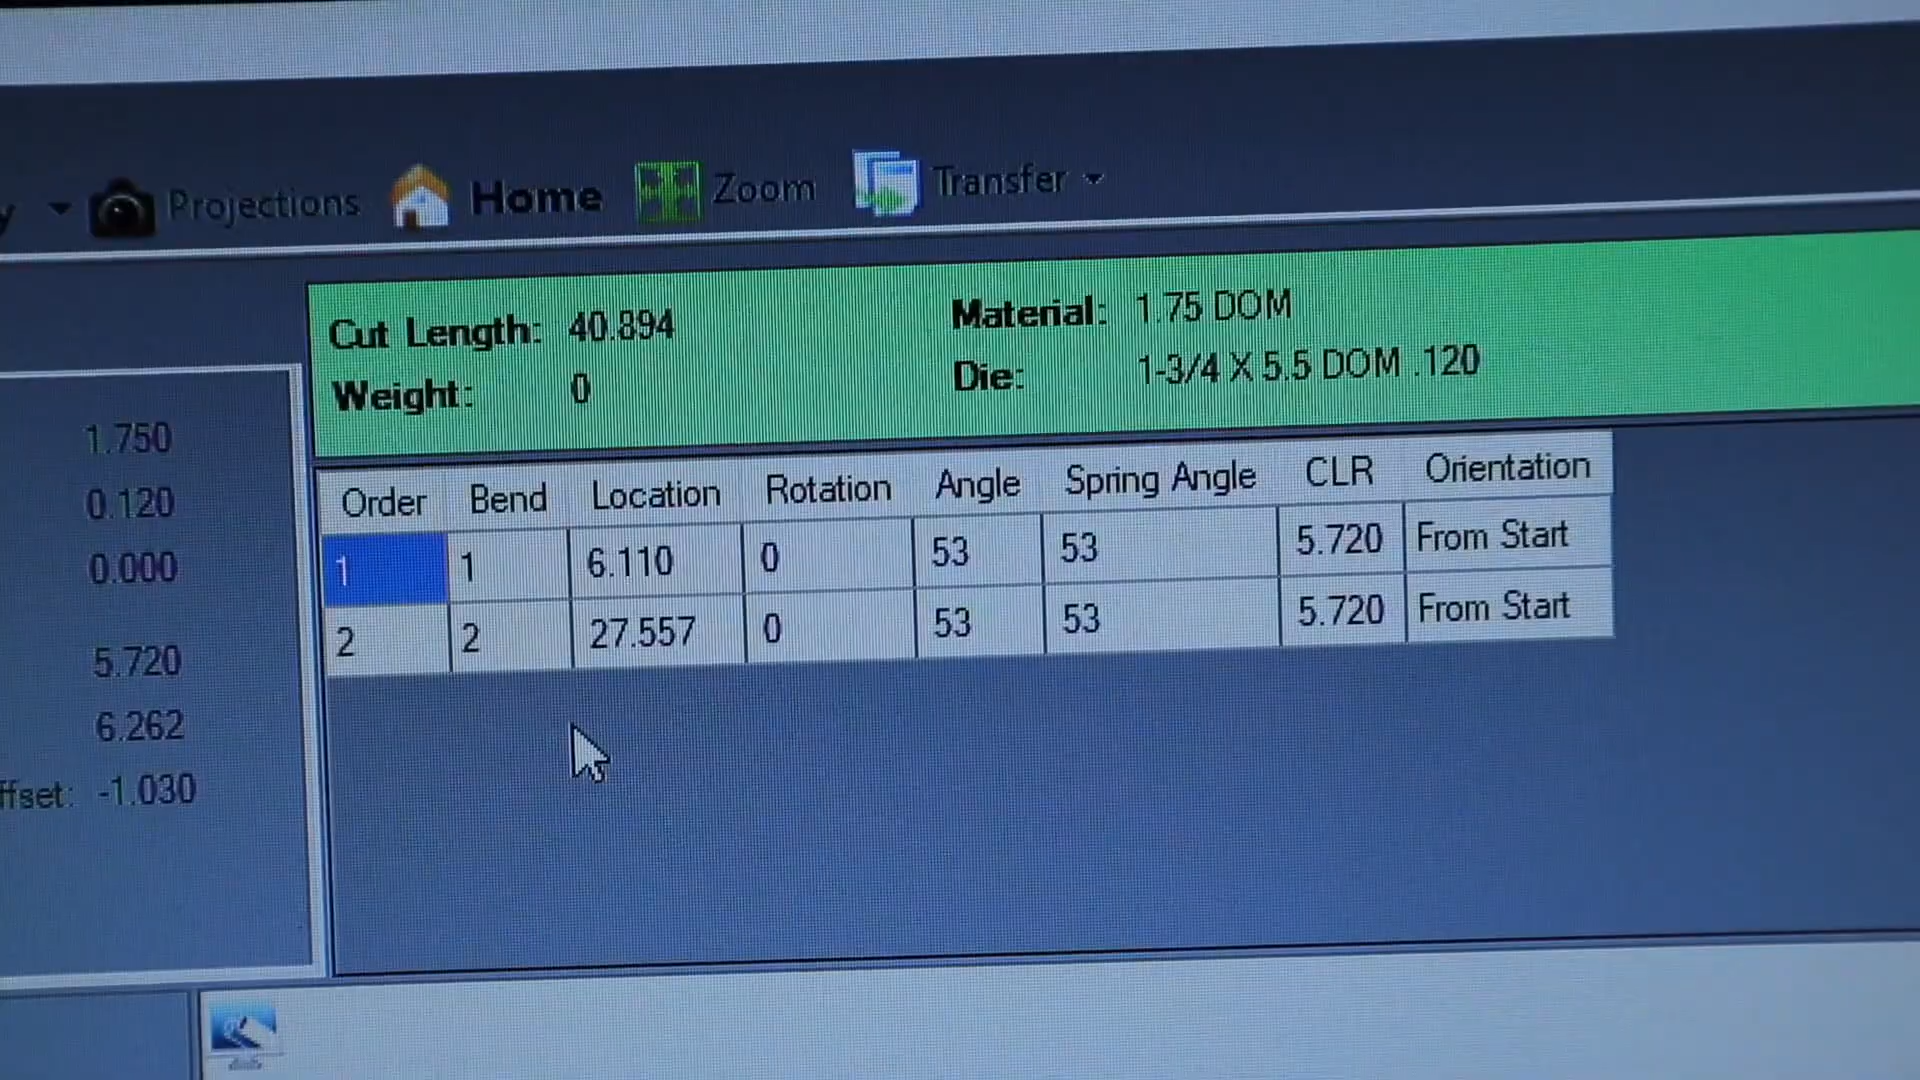 Projections Home Zoom Transfer
Cut Length: 40.894 Material: 1.75 DOM
Weight: 0 Die: 1-3/4 X 5.5 DOM .120
1.750
0.120
0.000
5.720
6.262
ffset: -1.030
Order Bend Location Rotation Angle Spring Angle CLR Orientation
1 1 6.110 0 53 53 5.720 From Start
2 2 27.557 0 53 53 5.720 From Start